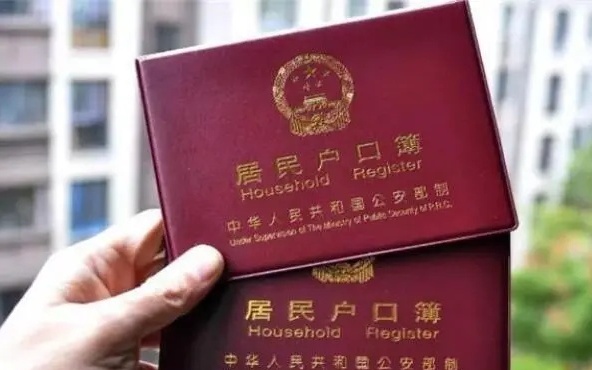 居民户口簿
Household Register
中华人民共和国公安部制
Under Supervision of The Ministry of Public Security of P.R.C.
居民户口簿
Household Register
中华人民共和国公安部制